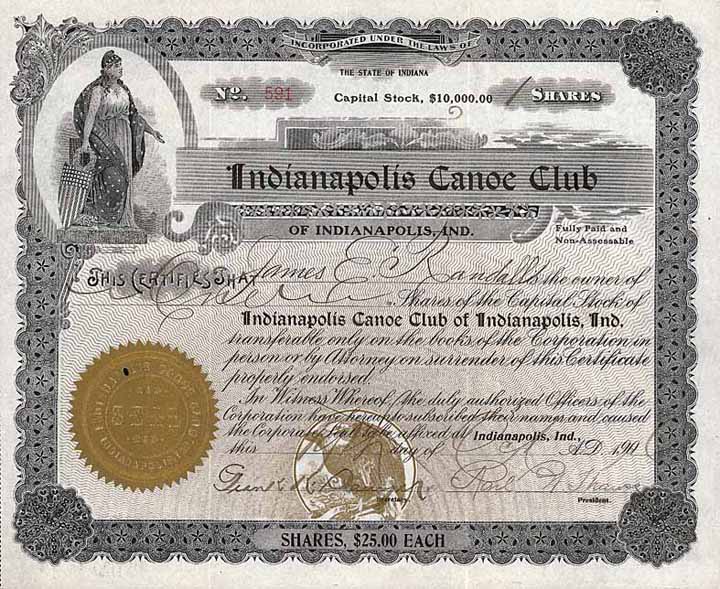 INCORPORATED UNDER THE LAWS OF
THE STATE OF INDIANA
No. 591 Capital Stock, $10,000.00 1 SHARES
Indianapolis Canoe Club
OF INDIANAPOLIS, IND.
Fully Paid and
Non-Assessable
THIS CERTIFIES THAT James E. Randall is the owner of
One Shares of the Capital Stock of
Indianapolis Canoe Club of Indianapolis, Ind.
transferable only on the books of the Corporation in
person or by Attorney on surrender of this Certificate
properly endorsed.
In Witness Whereof, the duly authorized Officers of the
Corporation have hereunto subscribed their names and caused
the Corporate Seal to be affixed at Indianapolis, Ind.,
this day of A.D. 191
Secretary. President.
SHARES, $25.00 EACH